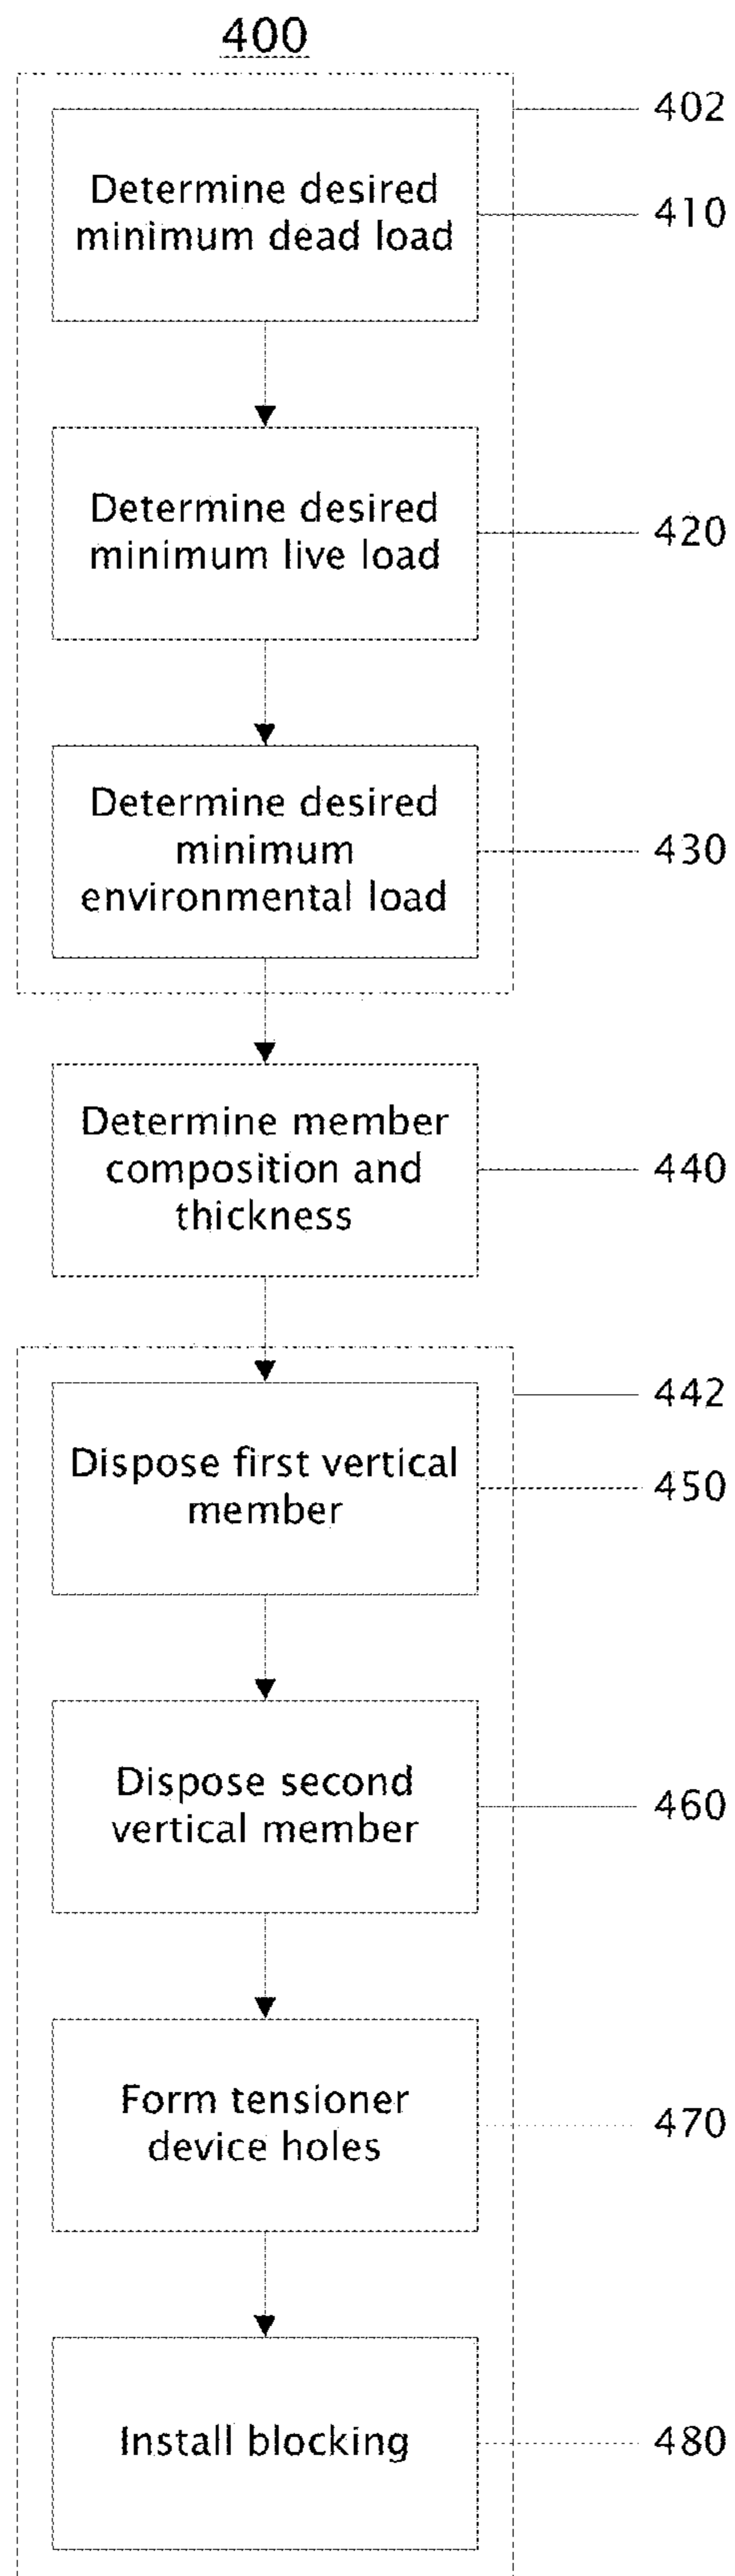 400
402
Determine desired
minimum dead load
410
Determine desired
minimum live load
420
Determine desired
minimum
environmental load
430
Determine member
composition and
thickness
440
442
Dispose first vertical
member
450
Dispose second
vertical member
460
Form tensioner
device holes
470
Install blocking
480